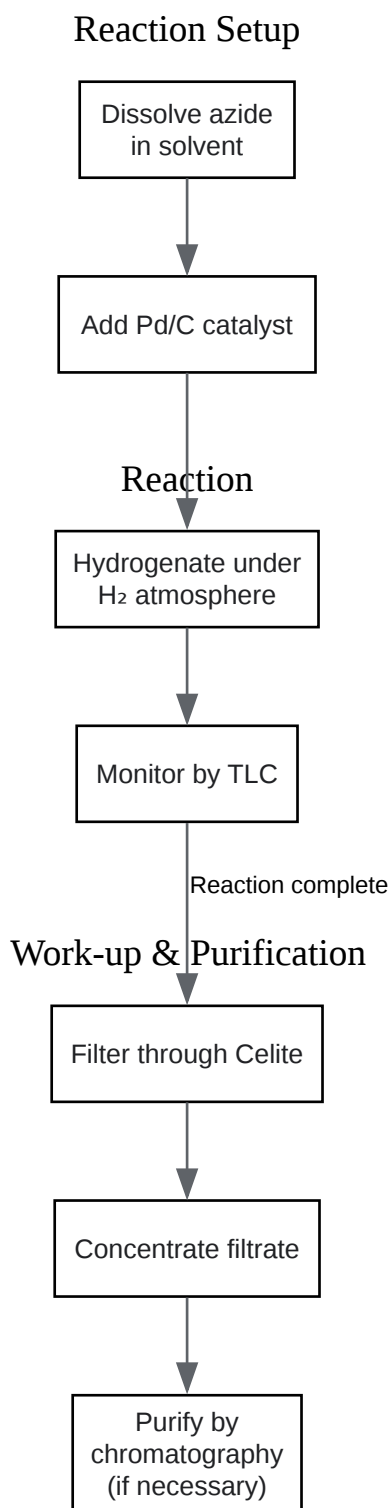 Reaction Setup
Dissolve azide
in solvent
Add Pd/C catalyst
Reaction
Hydrogenate under
H₂ atmosphere
Monitor by TLC
Reaction complete
Work-up & Purification
Filter through Celite
Concentrate filtrate
Purify by
chromatography
(if necessary)